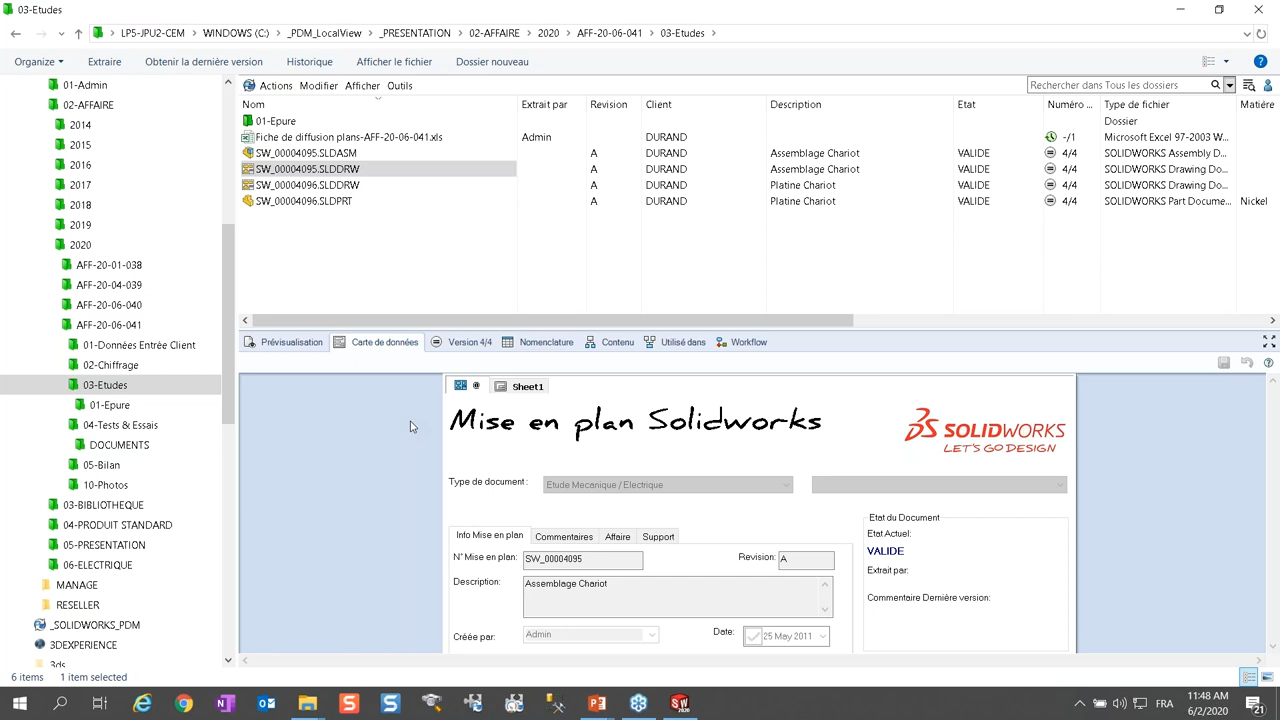 03-Etudes
LP5-JPU2-CEM > WINDOWS (C:) > _PDM_LocalView > _PRESENTATION > 02-AFFAIRE > 2020 > AFF-20-06-041 > 03-Etudes >
Organize Extraire Obtenir la dernière version Historique Afficher le fichier Dossier nouveau
01-Admin
02-AFFAIRE
2014
2015
2016
2017
2018
2019
2020
AFF-20-01-038
AFF-20-04-039
AFF-20-06-040
AFF-20-06-041
01-Données Entrée Client
02-Chiffrage
03-Etudes
01-Epure
04-Tests & Essais
DOCUMENTS
05-Bilan
10-Photos
03-BIBLIOTHEQUE
04-PRODUIT STANDARD
05-PRESENTATION
06-ELECTRIQUE
MANAGE
RESELLER
_SOLIDWORKS_PDM
3DEXPERIENCE
3ds
Actions Modifier Afficher Outils Rechercher dans Tous les dossiers
Nom Extrait par Revision Client Description Etat Numéro ... Type de fichier Matière
01-Epure Dossier
Fiche de diffusion plans-AFF-20-06-041.xls Admin DURAND -/1 Microsoft Excel 97-2003 W...
SW_00004095.SLDASM A DURAND Assemblage Chariot VALIDE 4/4 SOLIDWORKS Assembly D...
SW_00004095.SLDDRW A DURAND Assemblage Chariot VALIDE 4/4 SOLIDWORKS Drawing Do...
SW_00004096.SLDDRW A DURAND Platine Chariot VALIDE 4/4 SOLIDWORKS Drawing Do...
SW_00004096.SLDPRT A DURAND Platine Chariot VALIDE 4/4 SOLIDWORKS Part Docume... Nickel
Prévisualisation Carte de données Version 4/4 Nomenclature Contenu Utilisé dans Workflow
@ Sheet1
Mise en plan Solidworks
SOLIDWORKS
LET'S GO DESIGN
Type de document : Etude Mecanique / Electrique
Info Mise en plan Commentaires Affaire Support
N° Mise en plan: SW_00004095 Revision: A
Description: Assemblage Chariot
Créée par: Admin Date: 25 May 2011
Etat du Document
Etat Actuel:
VALIDE
Extrait par:
Commentaire Dernière version:
6 items 1 item selected
FRA 11:48 AM
6/2/2020 21